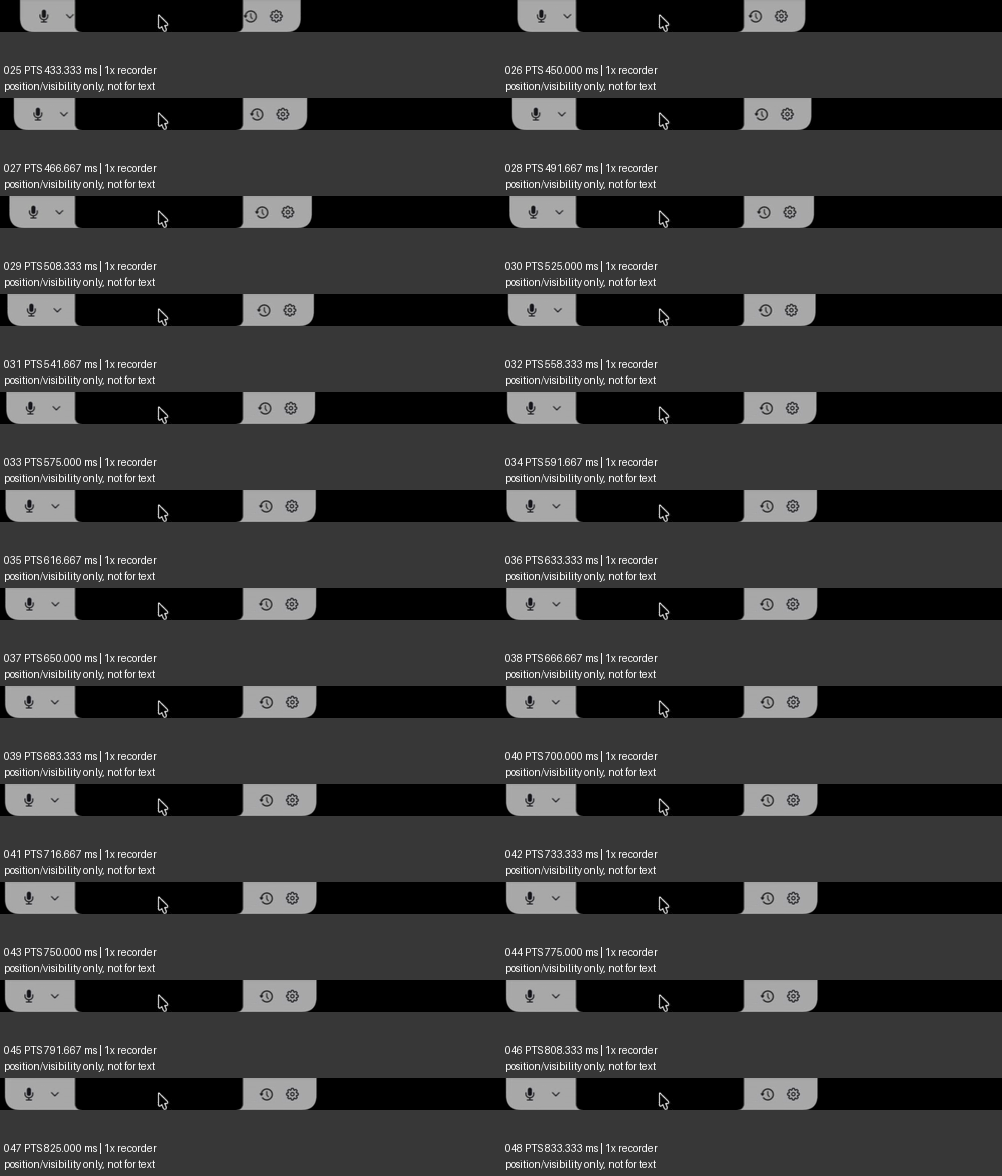 025 PTS 433.333 ms | 1x recorder
position/visibility only, not for text
026 PTS 450.000 ms | 1x recorder
position/visibility only, not for text
027 PTS 466.667 ms | 1x recorder
position/visibility only, not for text
028 PTS 491.667 ms | 1x recorder
position/visibility only, not for text
029 PTS 508.333 ms | 1x recorder
position/visibility only, not for text
030 PTS 525.000 ms | 1x recorder
position/visibility only, not for text
031 PTS 541.667 ms | 1x recorder
position/visibility only, not for text
032 PTS 558.333 ms | 1x recorder
position/visibility only, not for text
033 PTS 575.000 ms | 1x recorder
position/visibility only, not for text
034 PTS 591.667 ms | 1x recorder
position/visibility only, not for text
035 PTS 616.667 ms | 1x recorder
position/visibility only, not for text
036 PTS 633.333 ms | 1x recorder
position/visibility only, not for text
037 PTS 650.000 ms | 1x recorder
position/visibility only, not for text
038 PTS 666.667 ms | 1x recorder
position/visibility only, not for text
039 PTS 683.333 ms | 1x recorder
position/visibility only, not for text
040 PTS 700.000 ms | 1x recorder
position/visibility only, not for text
041 PTS 716.667 ms | 1x recorder
position/visibility only, not for text
042 PTS 733.333 ms | 1x recorder
position/visibility only, not for text
043 PTS 750.000 ms | 1x recorder
position/visibility only, not for text
044 PTS 775.000 ms | 1x recorder
position/visibility only, not for text
045 PTS 791.667 ms | 1x recorder
position/visibility only, not for text
046 PTS 808.333 ms | 1x recorder
position/visibility only, not for text
047 PTS 825.000 ms | 1x recorder
position/visibility only, not for text
048 PTS 833.333 ms | 1x recorder
position/visibility only, not for text